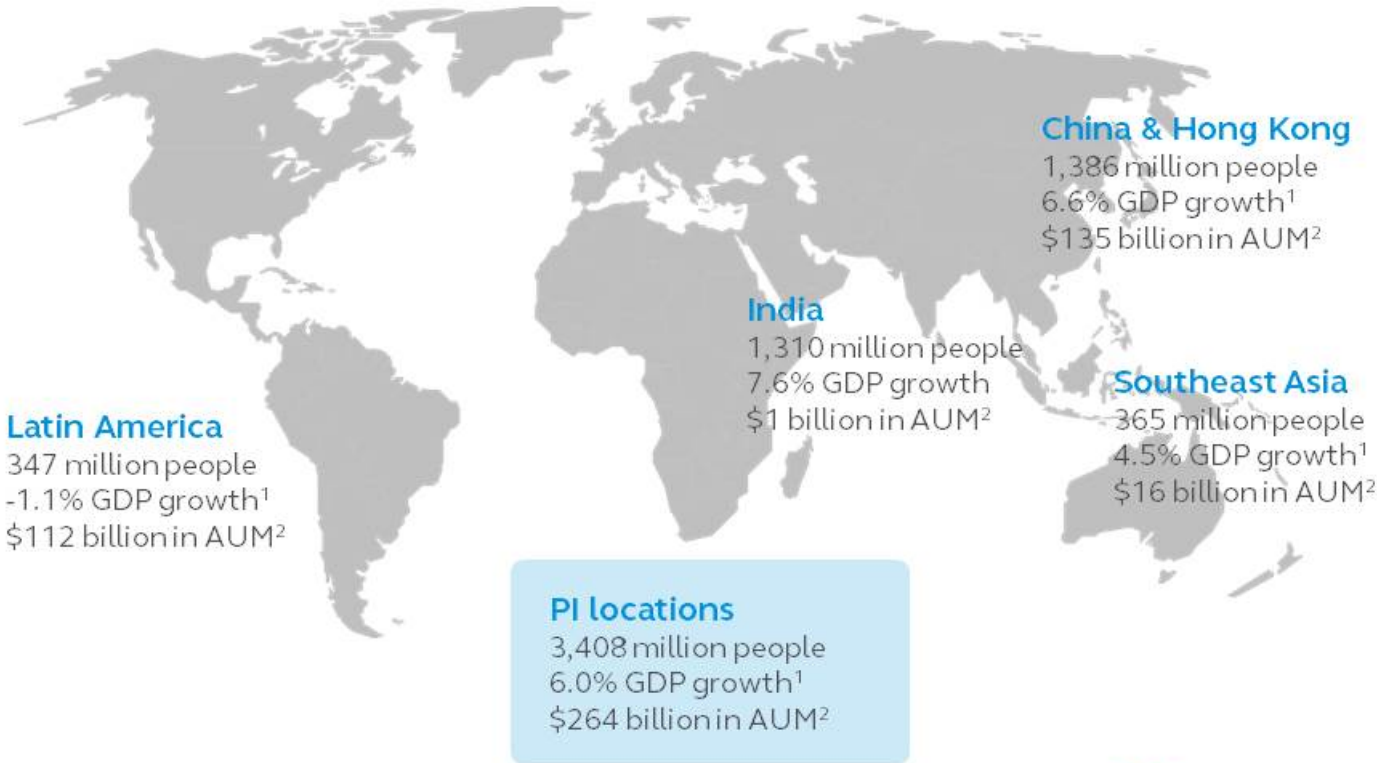 China & Hong Kong
1,386 million people
6.6% GDP growth¹
$135 billion in AUM²
India
1,310 million people
7.6% GDP growth
$1 billion in AUM²
Southeast Asia
365 million people
4.5% GDP growth¹
$16 billion in AUM²
Latin America
347 million people
-1.1% GDP growth¹
$112 billion in AUM²
PI locations
3,408 million people
6.0% GDP growth¹
$264 billion in AUM²